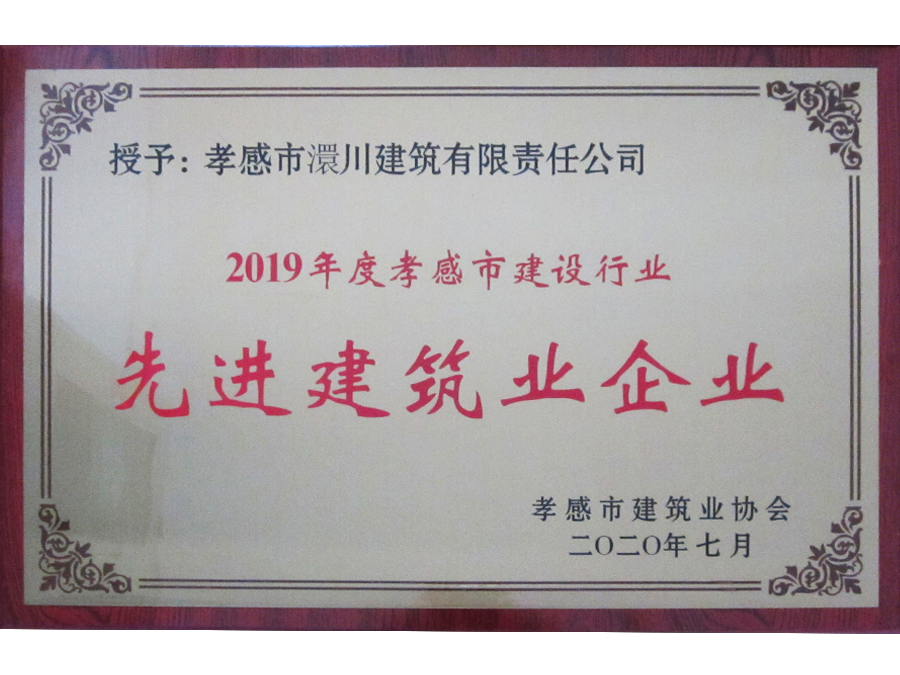 授予：孝感市澴川建筑有限责任公司
2019年度孝感市建设行业
先进建筑业企业
孝感市建筑业协会
二〇二〇年七月